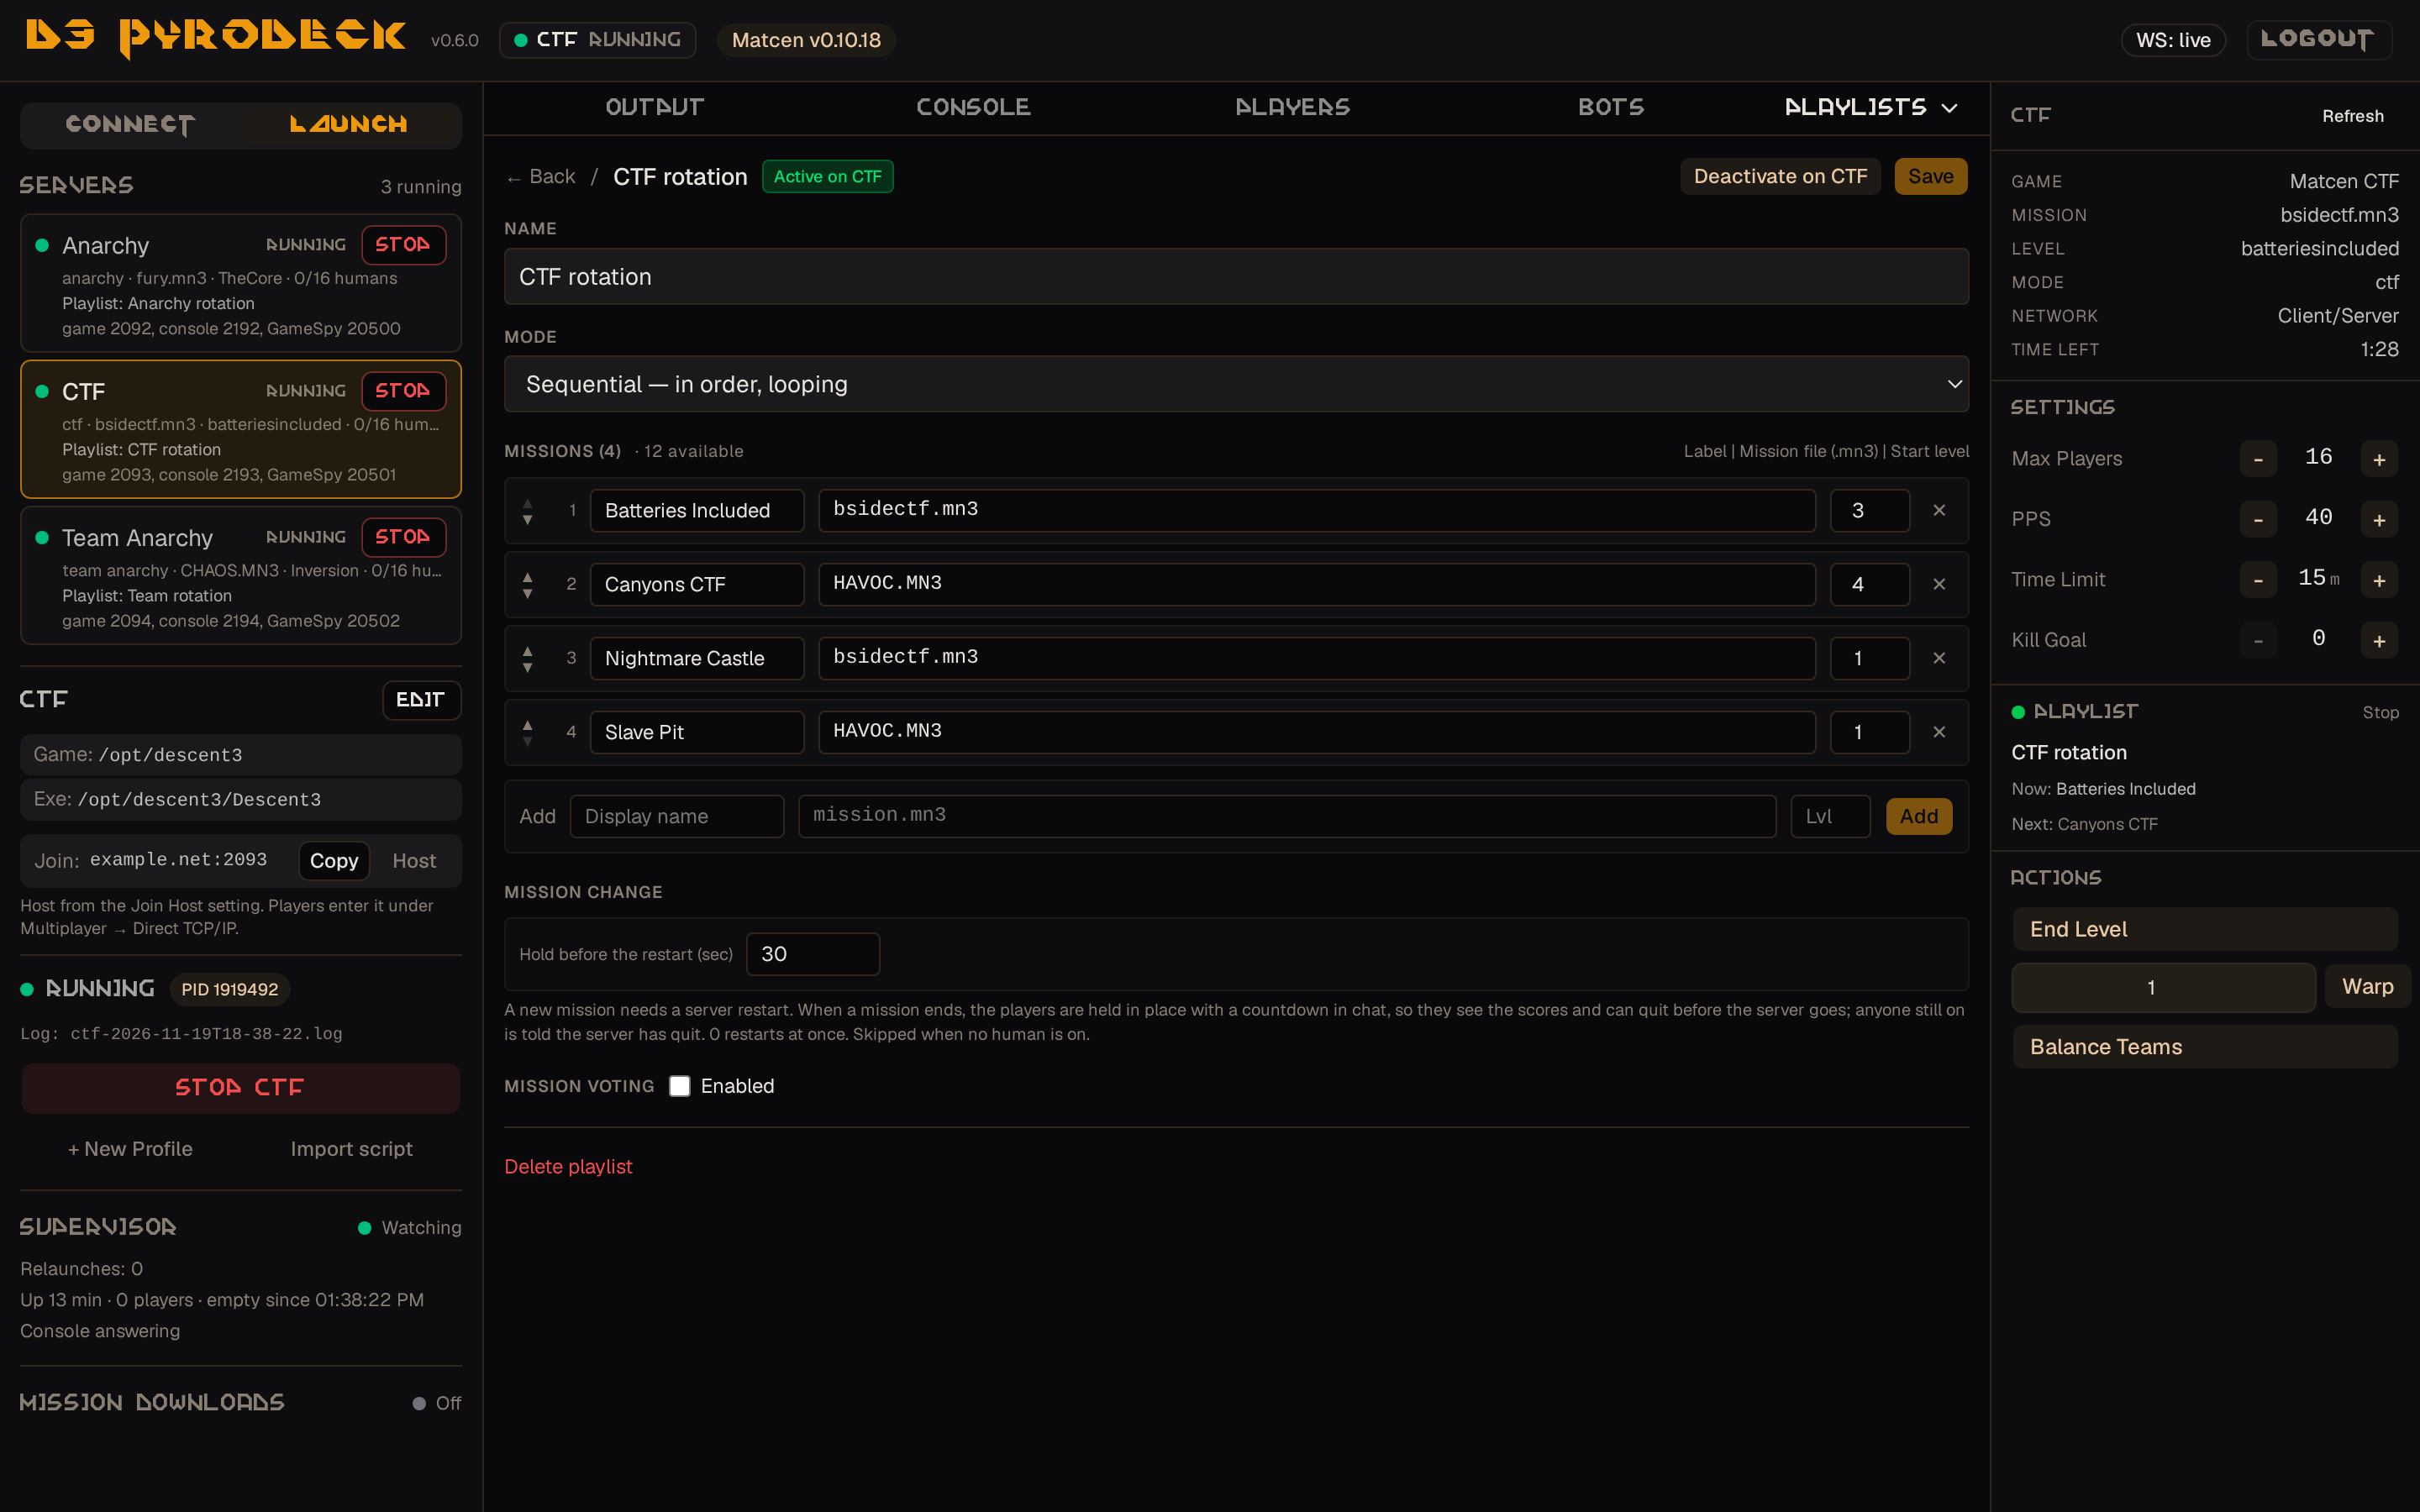 D3 PYRODECK v0.6.0 CTF RUNNING Matcen v0.10.18 WS: live LOGOUT
CONNECT LAUNCH
SERVERS 3 running
Anarchy RUNNING STOP
anarchy · fury.mn3 · TheCore · 0/16 humans
Playlist: Anarchy rotation
game 2092, console 2192, GameSpy 20500
CTF RUNNING STOP
ctf · bsidectf.mn3 · batteriesincluded · 0/16 hum...
Playlist: CTF rotation
game 2093, console 2193, GameSpy 20501
Team Anarchy RUNNING STOP
team anarchy · CHAOS.MN3 · Inversion · 0/16 hu...
Playlist: Team rotation
game 2094, console 2194, GameSpy 20502
CTF EDIT
Game: /opt/descent3
Exe: /opt/descent3/Descent3
Join: example.net:2093 Copy Host
Host from the Join Host setting. Players enter it under
Multiplayer → Direct TCP/IP.
RUNNING PID 1919492
Log: ctf-2026-11-19T18-38-22.log
STOP CTF
+ New Profile Import script
SUPERVISOR Watching
Relaunches: 0
Up 13 min · 0 players · empty since 01:38:22 PM
Console answering
MISSION DOWNLOADS Off
OUTPUT CONSOLE PLAYERS BOTS PLAYLISTS
← Back / CTF rotation Active on CTF Deactivate on CTF Save
NAME
CTF rotation
MODE
Sequential — in order, looping
MISSIONS (4) · 12 available Label | Mission file (.mn3) | Start level
▲▼ 1 Batteries Included bsidectf.mn3 3 ×
▲▼ 2 Canyons CTF HAVOC.MN3 4 ×
▲▼ 3 Nightmare Castle bsidectf.mn3 1 ×
▲▼ 4 Slave Pit HAVOC.MN3 1 ×
Add Display name mission.mn3 Lvl Add
MISSION CHANGE
Hold before the restart (sec) 30
A new mission needs a server restart. When a mission ends, the players are held in place with a countdown in chat, so they see the scores and can quit before the server goes; anyone still on
is told the server has quit. 0 restarts at once. Skipped when no human is on.
MISSION VOTING Enabled
Delete playlist
CTF Refresh
GAME Matcen CTF
MISSION bsidectf.mn3
LEVEL batteriesincluded
MODE ctf
NETWORK Client/Server
TIME LEFT 1:28
SETTINGS
Max Players - 16 +
PPS - 40 +
Time Limit - 15 m +
Kill Goal - 0 +
PLAYLIST Stop
CTF rotation
Now: Batteries Included
Next: Canyons CTF
ACTIONS
End Level
1 Warp
Balance Teams